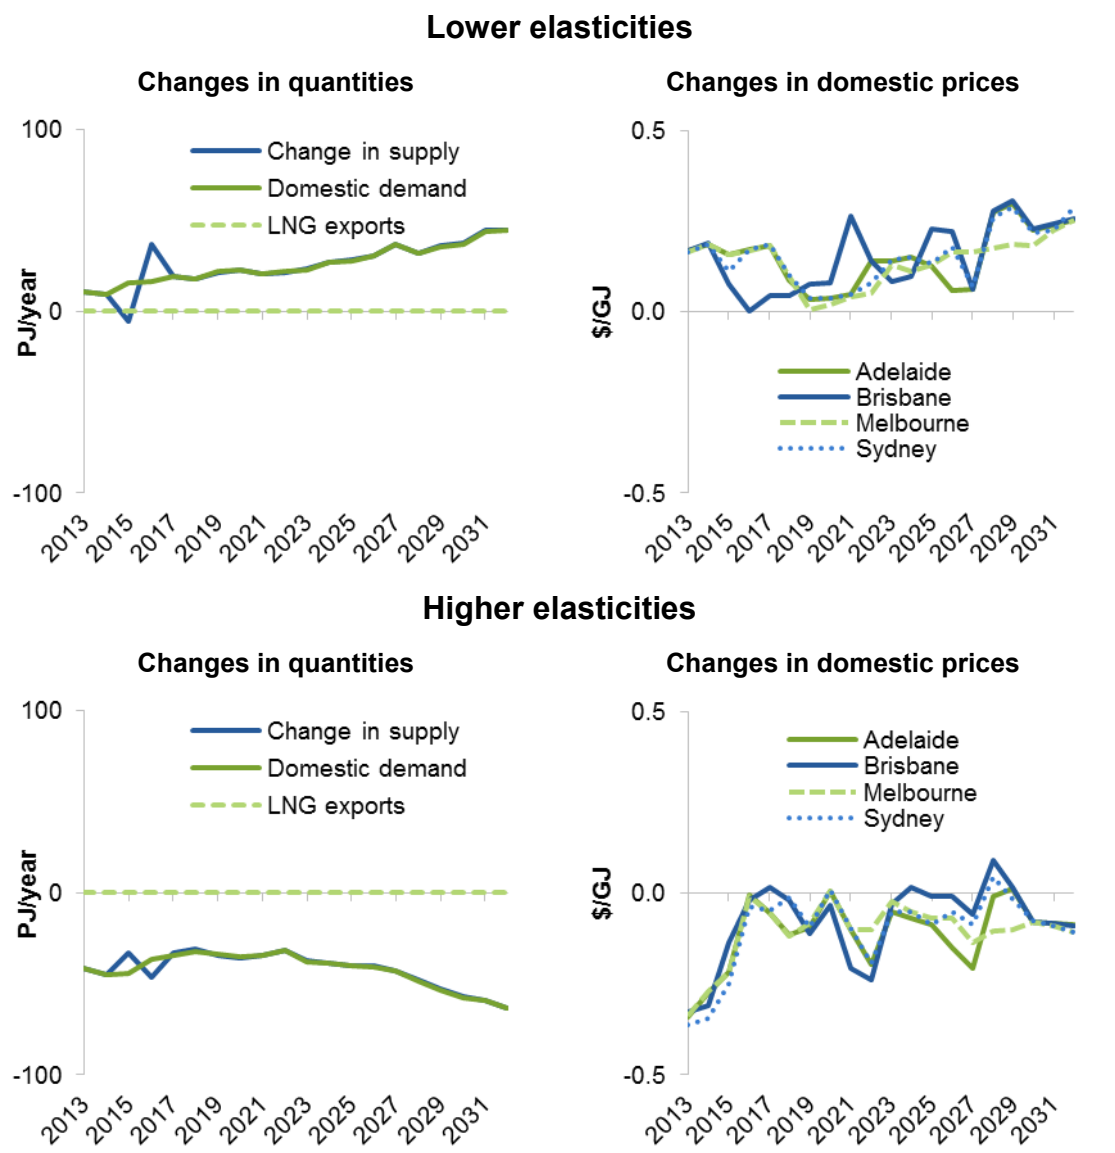 Lower elasticities
Changes in quantities
100
0
-100
PJ/year
Change in supply
Domestic demand
LNG exports
2013
2015
2017
2019
2021
2023
2025
2027
2029
2031
Changes in domestic prices
0.5
0.0
-0.5
$/GJ
Adelaide
Brisbane
Melbourne
Sydney
2013
2015
2017
2019
2021
2023
2025
2027
2029
2031
Higher elasticities
Changes in quantities
100
0
-100
PJ/year
Change in supply
Domestic demand
LNG exports
2013
2015
2017
2019
2021
2023
2025
2027
2029
2031
Changes in domestic prices
0.5
0.0
-0.5
$/GJ
Adelaide
Brisbane
Melbourne
Sydney
2013
2015
2017
2019
2021
2023
2025
2027
2029
2031